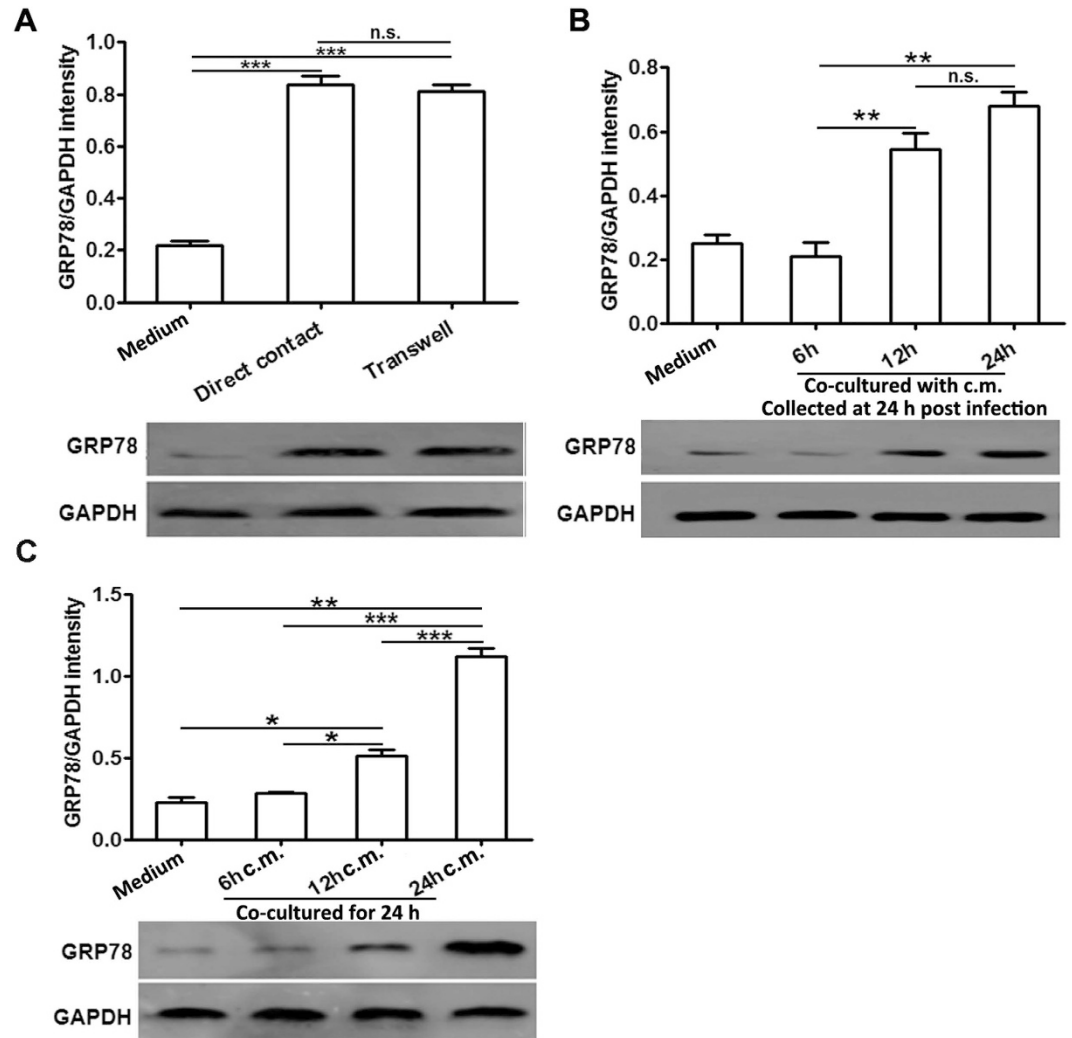 A
GRP78/GAPDH intensity
1.0
0.8
0.6
0.4
0.2
0.0
n.s.
***
***
Medium
Direct contact
Transwell
GRP78
GAPDH
B
GRP78/GAPDH intensity
0.8
0.6
0.4
0.2
0.0
**
n.s.
**
Medium
6h
12h
24h
Co-cultured with c.m.
Collected at 24 h post infection
GRP78
GAPDH
C
GRP78/GAPDH intensity
1.5
1.0
0.5
0.0
**
***
***
*
*
Medium
6h c.m.
12h c.m.
24h c.m.
Co-cultured for 24 h
GRP78
GAPDH